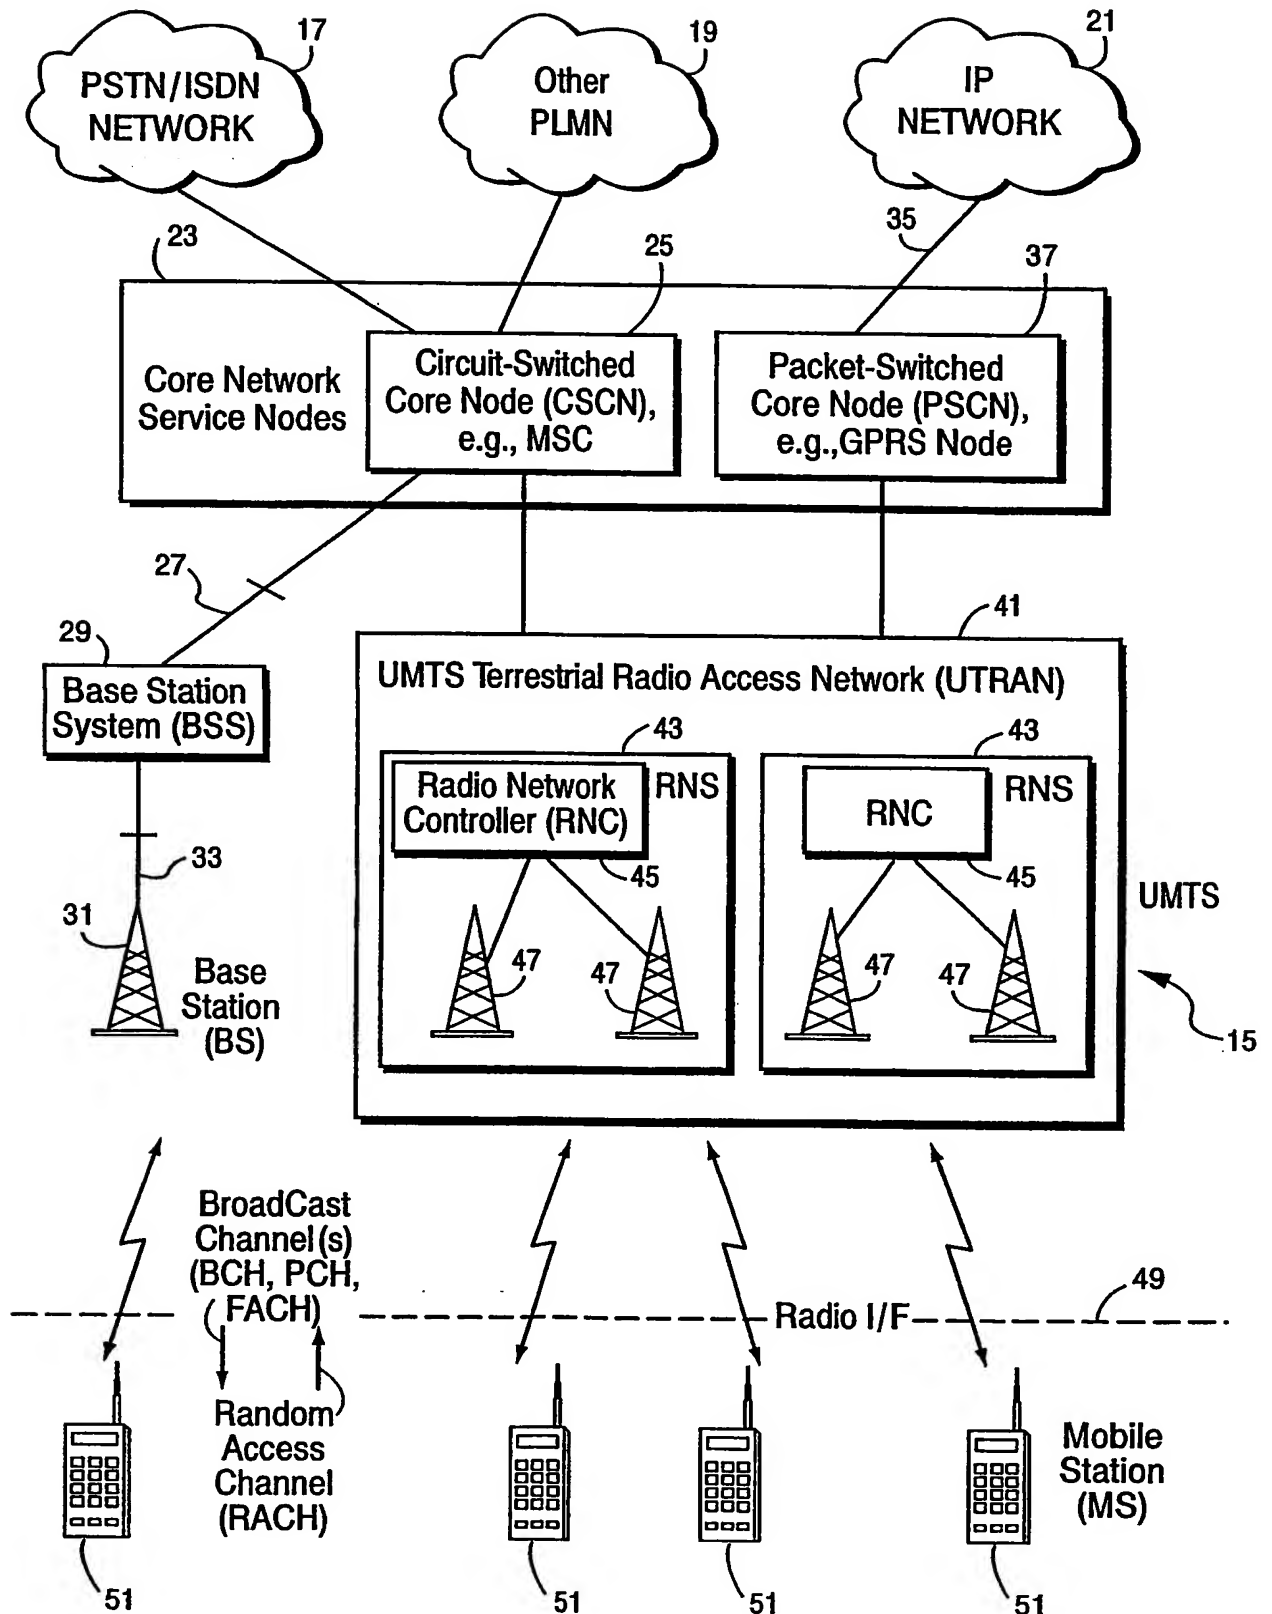 17
19
21
PSTN/ISDN
NETWORK
Other
PLMN
IP
NETWORK
23
25
35
37
Core Network
Service Nodes
Circuit-Switched
Core Node (CSCN),
e.g., MSC
Packet-Switched
Core Node (PSCN),
e.g.,GPRS Node
27
29
41
Base Station
System (BSS)
UMTS Terrestrial Radio Access Network (UTRAN)
43
43
Radio Network
Controller (RNC)
RNS
RNC
RNS
33
45
45
UMTS
31
Base
Station
(BS)
47
47
47
47
15
BroadCast
Channel(s)
(BCH, PCH,
FACH)
49
Radio I/F
Random
Access
Channel
(RACH)
Mobile
Station
(MS)
51
51
51
51